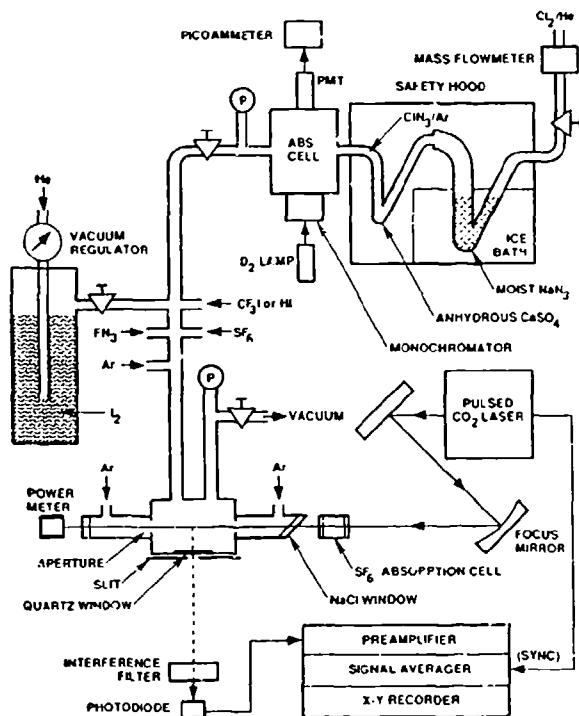 Cl2/He
PICOAMMETER
MASS FLOWMETER
PMT
SAFETY HOOD
P
ClN3/Ar
ABS
CELL
He
VACUUM
REGULATOR
ICE
BATH
D2 LAMP
MOIST NaN3
CF3I or HI
ANHYDROUS CaSO4
FN3
SF6
MONOCHROMATOR
Ar
P
I2
VACUUM
PULSED
CO2 LASER
Ar
Ar
POWER
METER
FOCUS
MIRROR
APERTURE
SLIT
SF6 ABSORPTION CELL
QUARTZ WINDOW
NaCl WINDOW
PREAMPLIFIER
(SYNC)
INTERFERENCE
FILTER
SIGNAL AVERAGER
PHOTODIODE
X-Y RECORDER